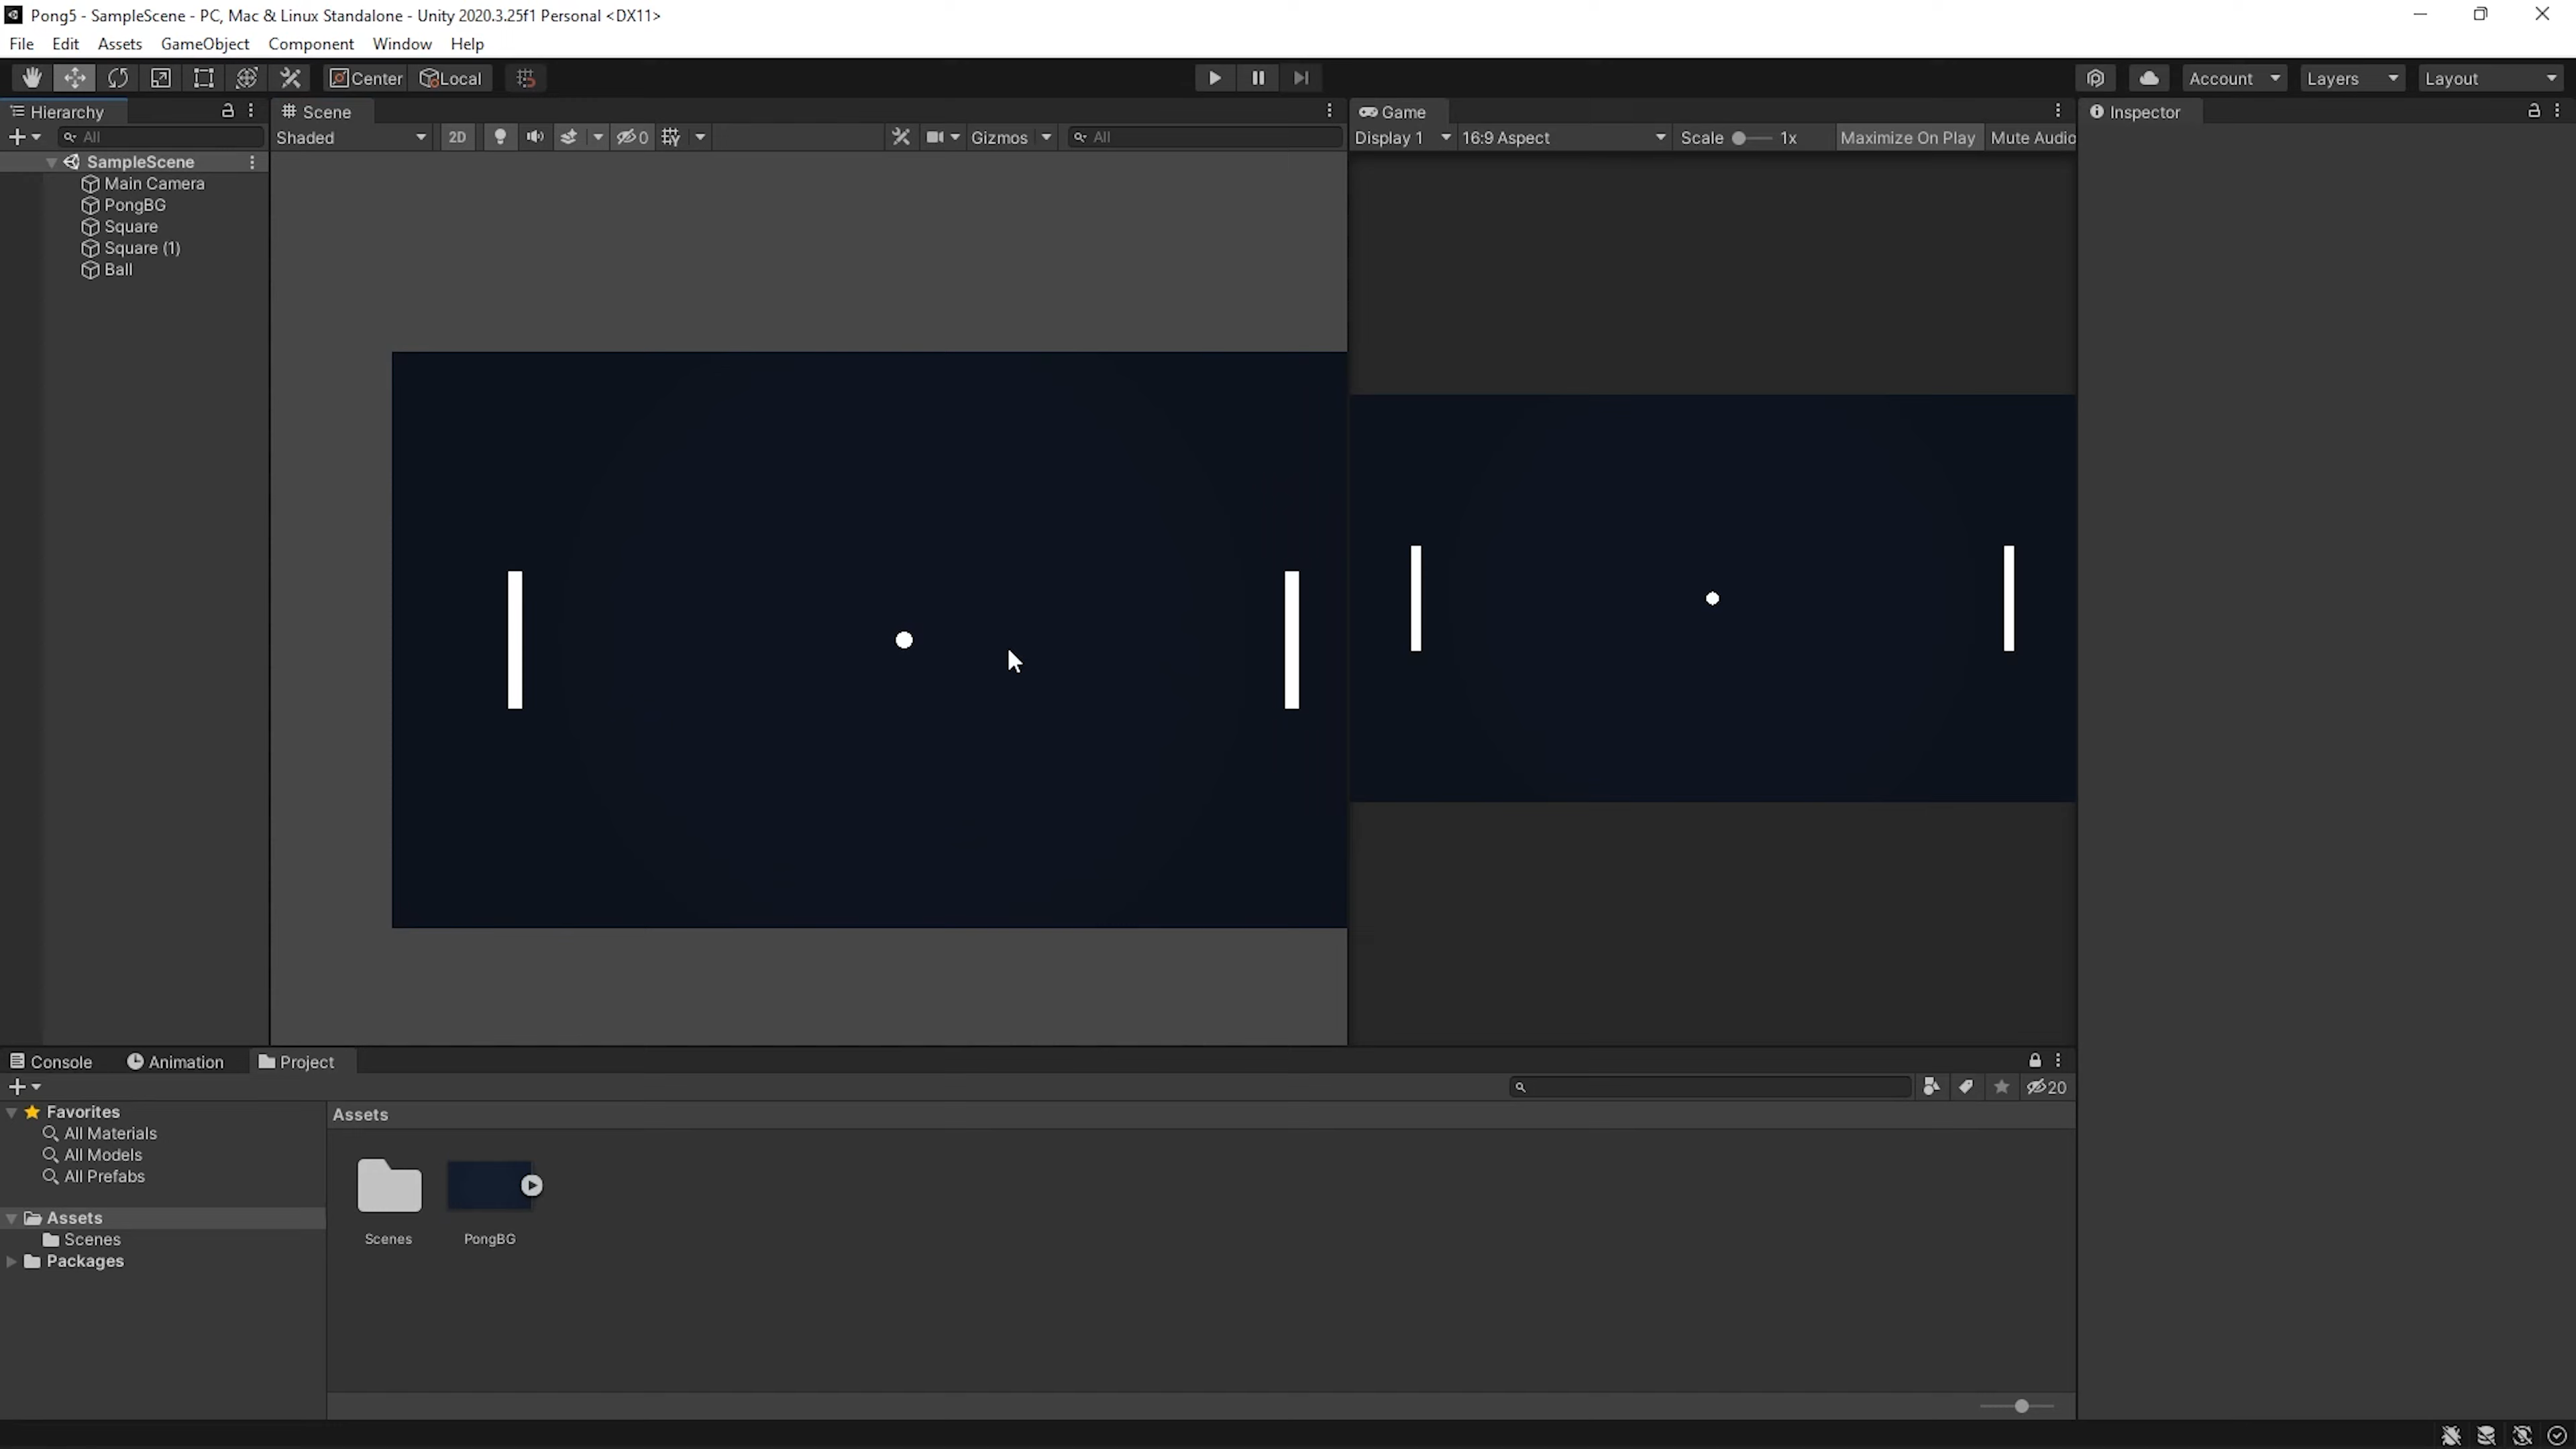 Pong5 - SampleScene - PC, Mac & Linux Standalone - Unity 2020.3.25f1 Personal <DX11>
File Edit Assets GameObject Component Window Help
Center Local Account Layers Layout
Hierarchy Scene Game Inspector
All Shaded 2D 0 Gizmos All Display 1 16:9 Aspect Scale 1x Maximize On Play Mute Audio
SampleScene
Main Camera
PongBG
Square
Square (1)
Ball
Console Animation Project
20
Favorites
All Materials
All Models
All Prefabs
Assets
Scenes
Packages
Assets
Scenes PongBG